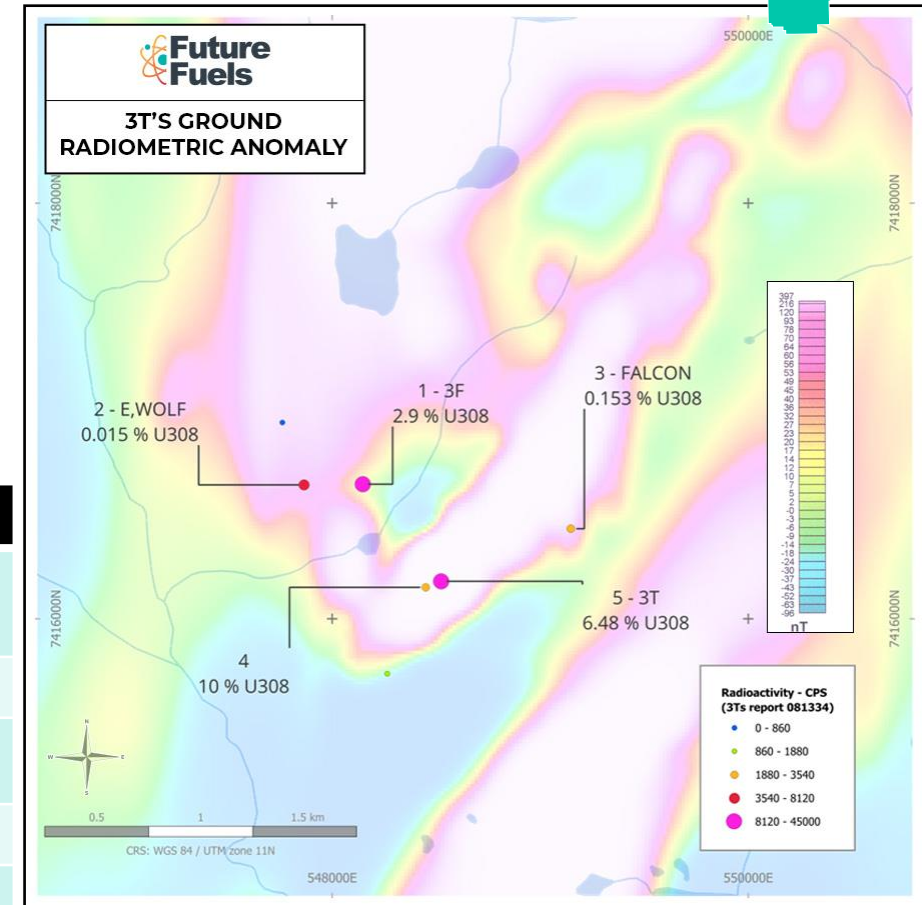 Future
Fuels
3T'S GROUND
RADIOMETRIC ANOMALY
550000E
7418000N
7418000N
397
216
120
93
78
70
64
60
56
53
49
45
40
36
32
27
23
20
17
14
12
10
7
5
2
-0
-3
-6
-9
-14
-18
-24
-30
-37
-43
-52
-63
-96
nT
3 - FALCON
0.153 % U308
1 - 3F
2.9 % U308
2 - E,WOLF
0.015 % U308
5 - 3T
6.48 % U308
7416000N
7416000N
4
10 % U308
Radioactivity - CPS
(3Ts report 081334)
0 - 860
860 - 1880
1880 - 3540
3540 - 8120
8120 - 45000
N
W
E
S
0.5
1
1.5 km
CRS: WGS 84 / UTM zone 11N
548000E
550000E